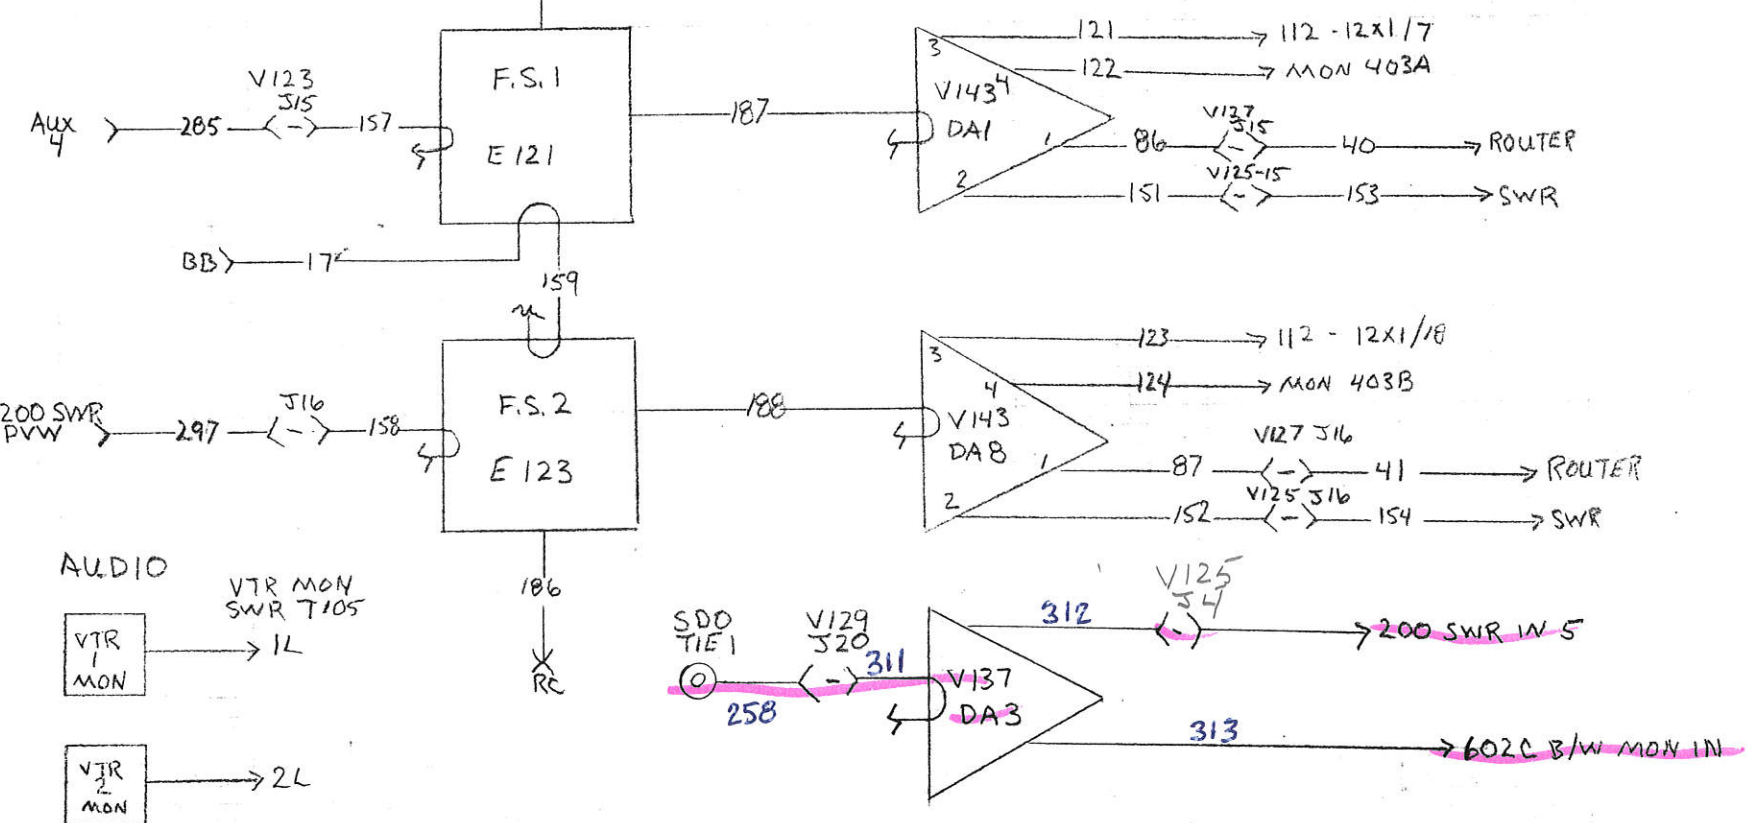 121
112 - 12X1/7
F.S.1
3
V123
J15
122
MON 403A
V143 4
AUX
4
285
157
187
DA1
V127
J15
E 121
1
86
40
ROUTER
V125-15
2
151
153
SWR
BB
17
159
123
112 - 12X1/18
3
4
124
MON 403B
200 SWR
PVW
J16
F.S.2
297
158
188
V143
DA8
V127 J16
E 123
1
87
41
ROUTER
V125 J16
2
152
154
SWR
AUDIO
VTR MON
SWR T105
186
V125
J4
SDO
TIE 1
V129
J20
312
200 SWR IN 5
VTR
1
MON
1L
311
RC
V137
258
DA3
313
602C B/W MON IN
VTR
2
MON
2L